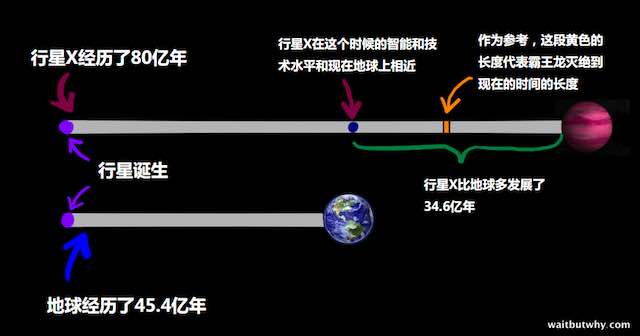 行星X经历了80亿年
行星X在这个时候的智能和技
术水平和现在地球上相近
作为参考，这段黄色的
长度代表霸王龙灭绝到
现在的时间的长度
行星诞生
行星X比地球多发展了
34.6亿年
地球经历了45.4亿年
waitbutwhy.com